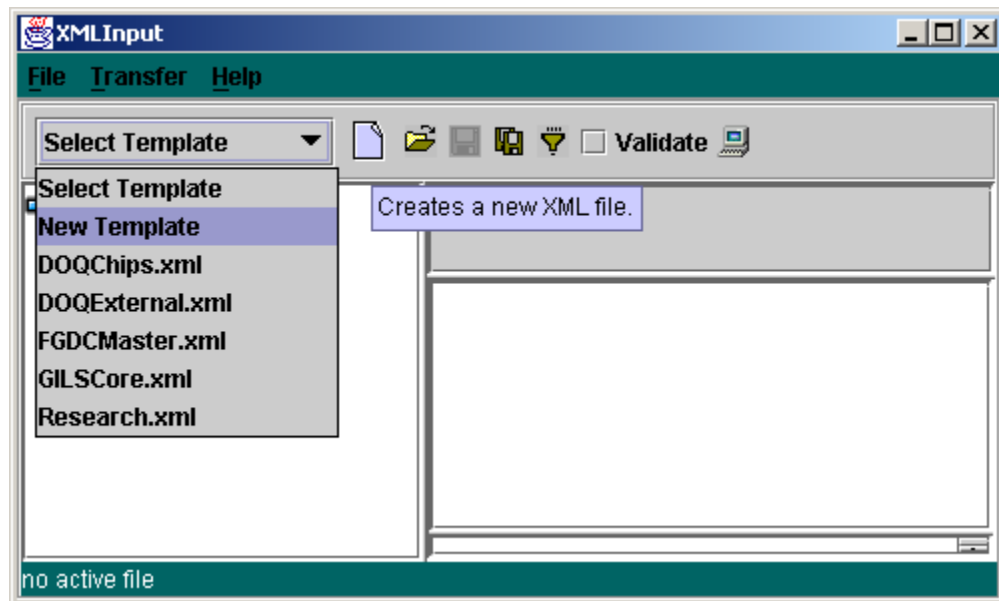 XMLInput
File Transfer Help
Select Template Validate
Select Template
Creates a new XML file.
New Template
DOQChips.xml
DOQExternal.xml
FGDCMaster.xml
GILSCore.xml
Research.xml
no active file